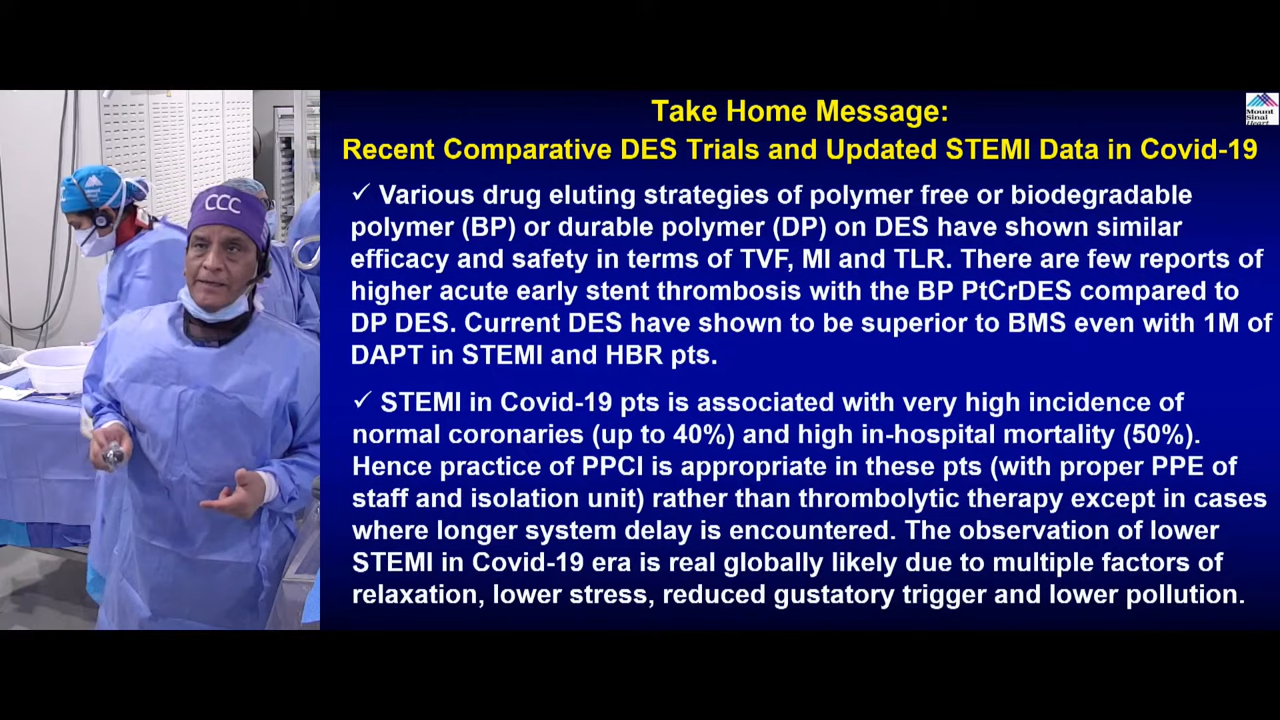 Take Home Message:
Mount
Sinai
Heart
Recent Comparative DES Trials and Updated STEMI Data in Covid-19
✓ Various drug eluting strategies of polymer free or biodegradable
polymer (BP) or durable polymer (DP) on DES have shown similar
efficacy and safety in terms of TVF, MI and TLR. There are few reports of
higher acute early stent thrombosis with the BP PtCrDES compared to
DP DES. Current DES have shown to be superior to BMS even with 1M of
DAPT in STEMI and HBR pts.
✓ STEMI in Covid-19 pts is associated with very high incidence of
normal coronaries (up to 40%) and high in-hospital mortality (50%).
Hence practice of PPCI is appropriate in these pts (with proper PPE of
staff and isolation unit) rather than thrombolytic therapy except in cases
where longer system delay is encountered. The observation of lower
STEMI in Covid-19 era is real globally likely due to multiple factors of
relaxation, lower stress, reduced gustatory trigger and lower pollution.
CCC